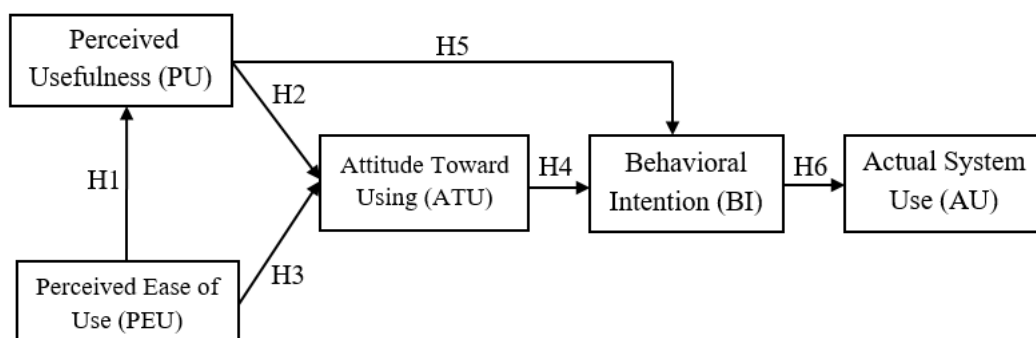 Perceived
Usefulness (PU)
H5
H2
H1
Attitude Toward
Using (ATU)
H4
Behavioral
Intention (BI)
H6
Actual System
Use (AU)
H3
Perceived Ease of
Use (PEU)